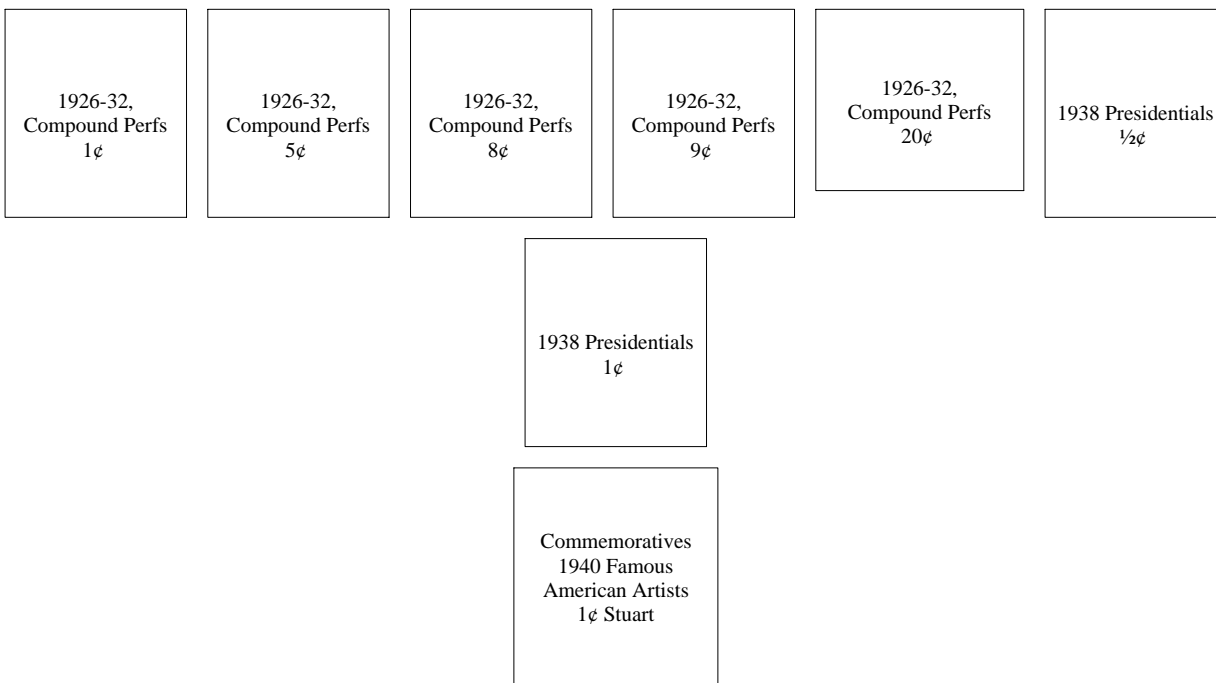 1926-32,
Compound Perfs
1¢
1926-32,
Compound Perfs
5¢
1926-32,
Compound Perfs
8¢
1926-32,
Compound Perfs
9¢
1926-32,
Compound Perfs
20¢
1938 Presidentials
½¢
1938 Presidentials
1¢
Commemoratives
1940 Famous
American Artists
1¢ Stuart